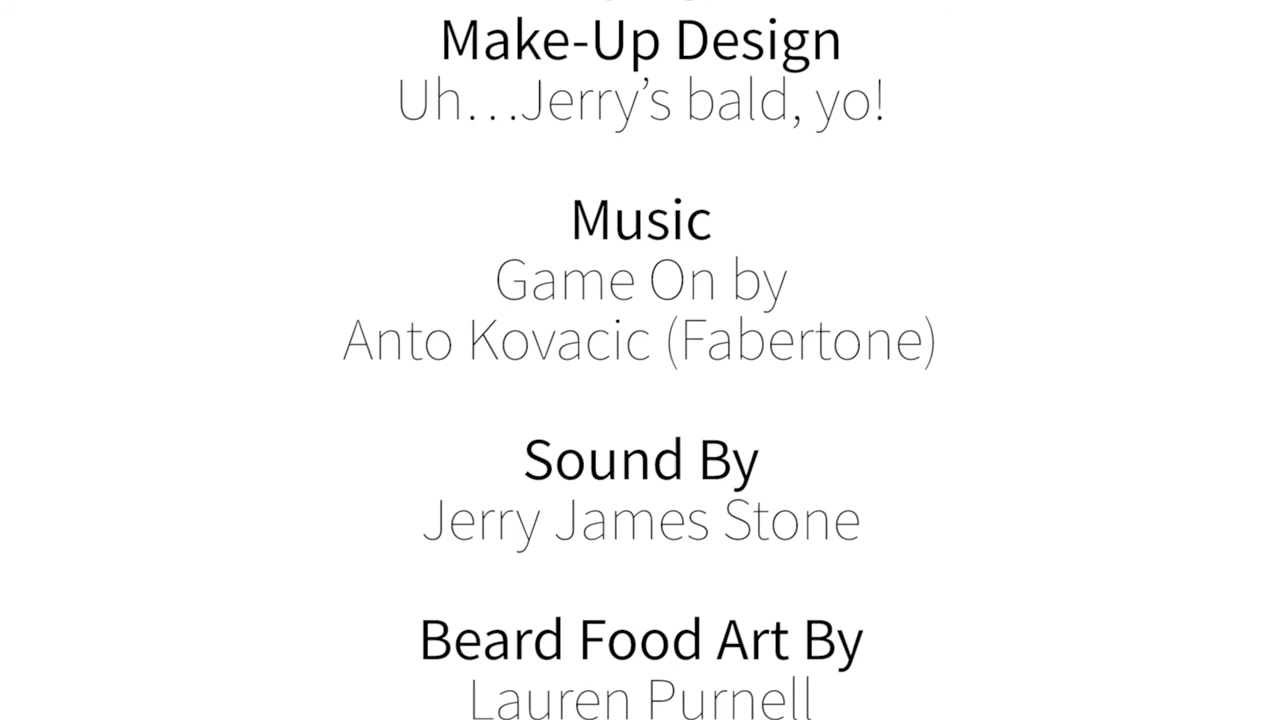 Make-Up Design
Uh...Jerry’s bald, yo!
Music
Game On by
Anto Kovacic (Fabertone)
Sound By
Jerry James Stone
Beard Food Art By
Lauren Purnell